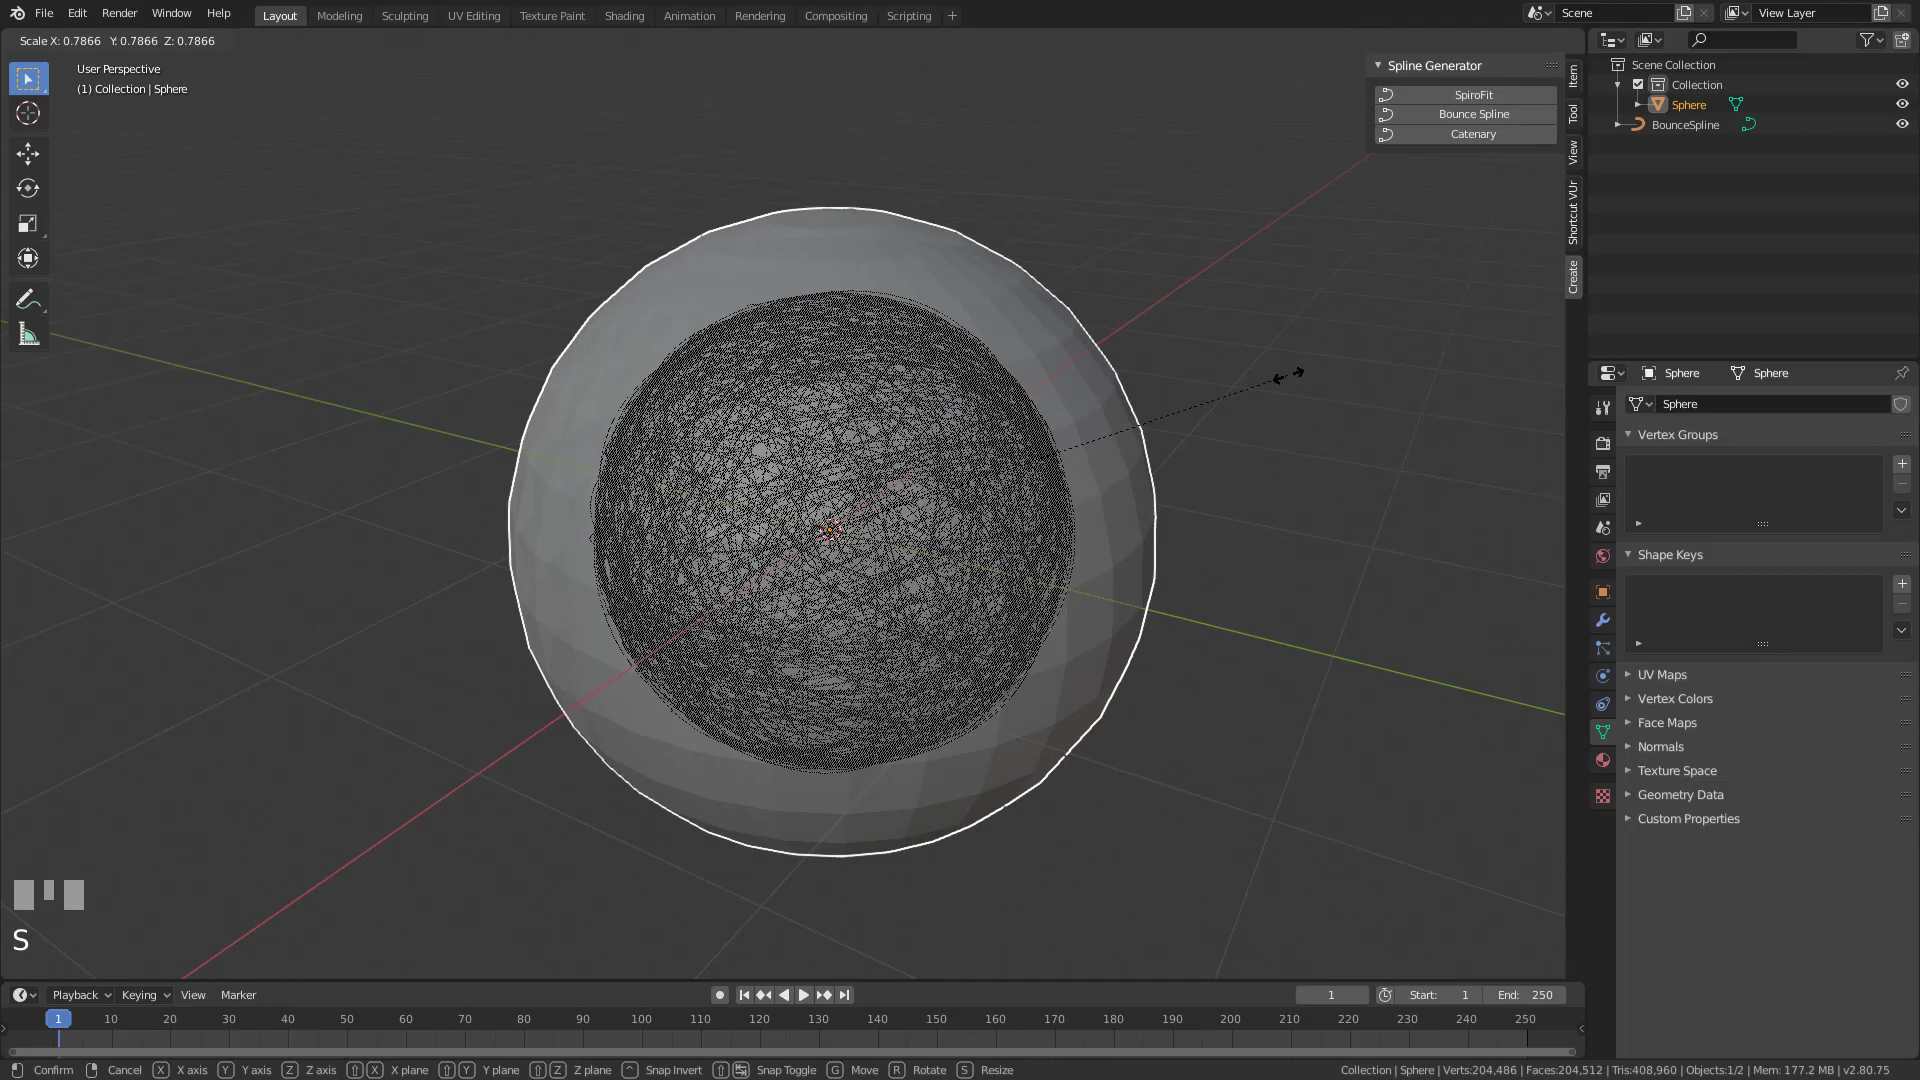 File Edit Render Window Help Layout Modeling Sculpting UV Editing Texture Paint Shading Animation Rendering Compositing Scripting + Scene View Layer
Scale X: 0.7866 Y: 0.7866 Z: 0.7866
User Perspective
(1) Collection | Sphere
Spline Generator
SpiroFit
Bounce Spline
Catenary
Item
Tool
View
Shortcut VUr
Create
Scene Collection
Collection
Sphere
BounceSpline
Sphere Sphere
Sphere
Vertex Groups
Shape Keys
UV Maps
Vertex Colors
Face Maps
Normals
Texture Space
Geometry Data
Custom Properties
S
Playback Keying View Marker 1 Start: 1 End: 250
1 10 20 30 40 50 60 70 80 90 100 110 120 130 140 150 160 170 180 190 200 210 220 230 240 250
Confirm Cancel X X axis Y Y axis Z Z axis X X plane Y Y plane Z Z plane ^ Snap Invert Snap Toggle G Move R Rotate S Resize Collection | Sphere | Verts:204,486 | Faces:204,512 | Tris:408,960 | Objects:1/2 | Mem: 177.2 MB | v2.80.75